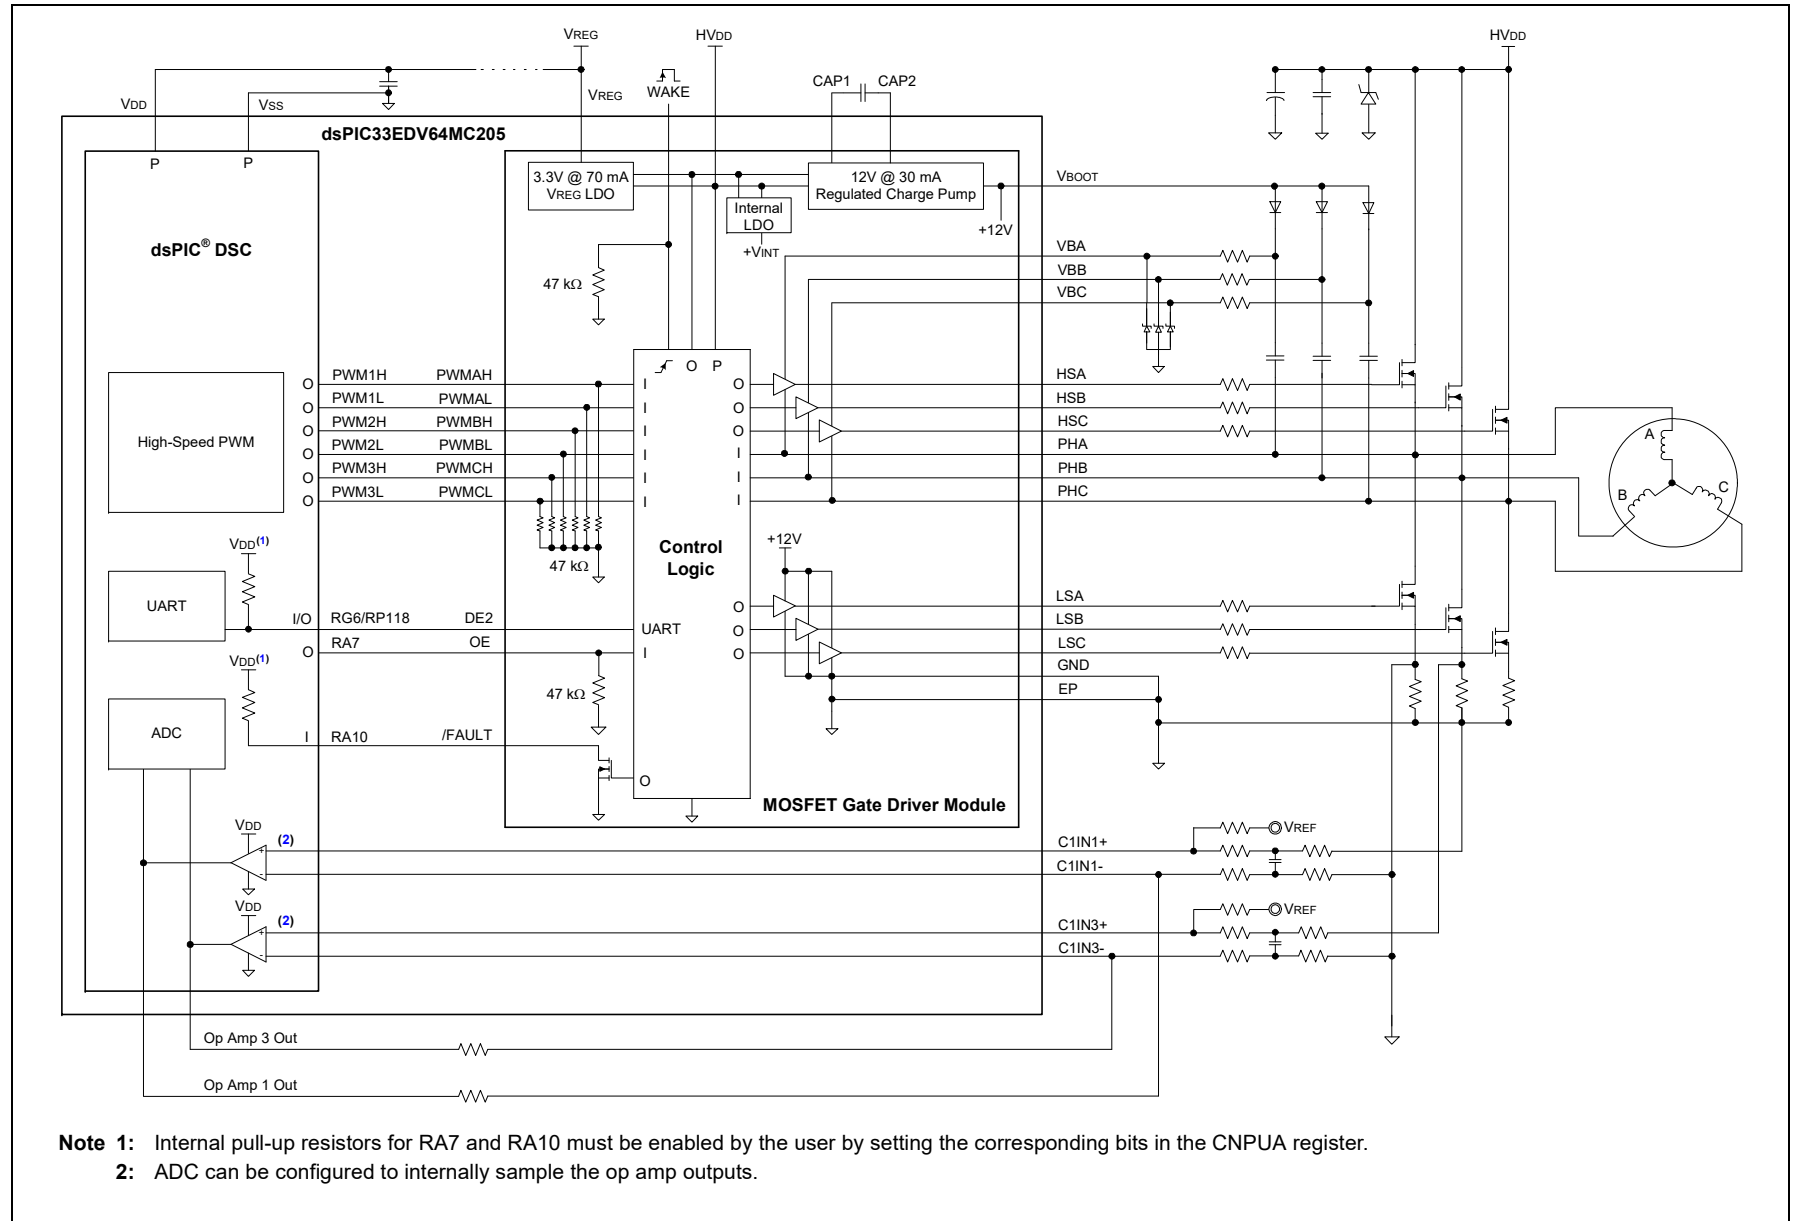 VREG
HVDD
HVDD
VDD
VSS
VREG
WAKE
CAP1
CAP2
dsPIC33EDV64MC205
P
P
3.3V @ 70 mA
VREG LDO
12V @ 30 mA
Regulated Charge Pump
VBOOT
Internal
LDO
+12V
+VINT
dsPIC® DSC
47 kΩ
VBA
VBB
VBC
O
P
High-Speed PWM
O
PWM1H
PWMAH
I
O
HSA
O
PWM1L
PWMAL
I
O
HSB
O
PWM2H
PWMBH
I
O
HSC
O
PWM2L
PWMBL
I
I
PHA
O
PWM3H
PWMCH
I
I
PHB
O
PWM3L
PWMCL
I
I
PHC
A
B
C
47 kΩ
Control
Logic
+12V
VDD(1)
UART
I/O
RG6/RP118
DE2
UART
O
RA7
OE
I
O
LSA
O
LSB
O
LSC
GND
EP
VDD(1)
47 kΩ
ADC
I
RA10
/FAULT
O
MOSFET Gate Driver Module
VDD
(2)
+
-
C1IN1+
C1IN1-
VREF
VDD
(2)
+
-
C1IN3+
C1IN3-
VREF
Op Amp 3 Out
Op Amp 1 Out
Note 1: Internal pull-up resistors for RA7 and RA10 must be enabled by the user by setting the corresponding bits in the CNPUA register.
2: ADC can be configured to internally sample the op amp outputs.